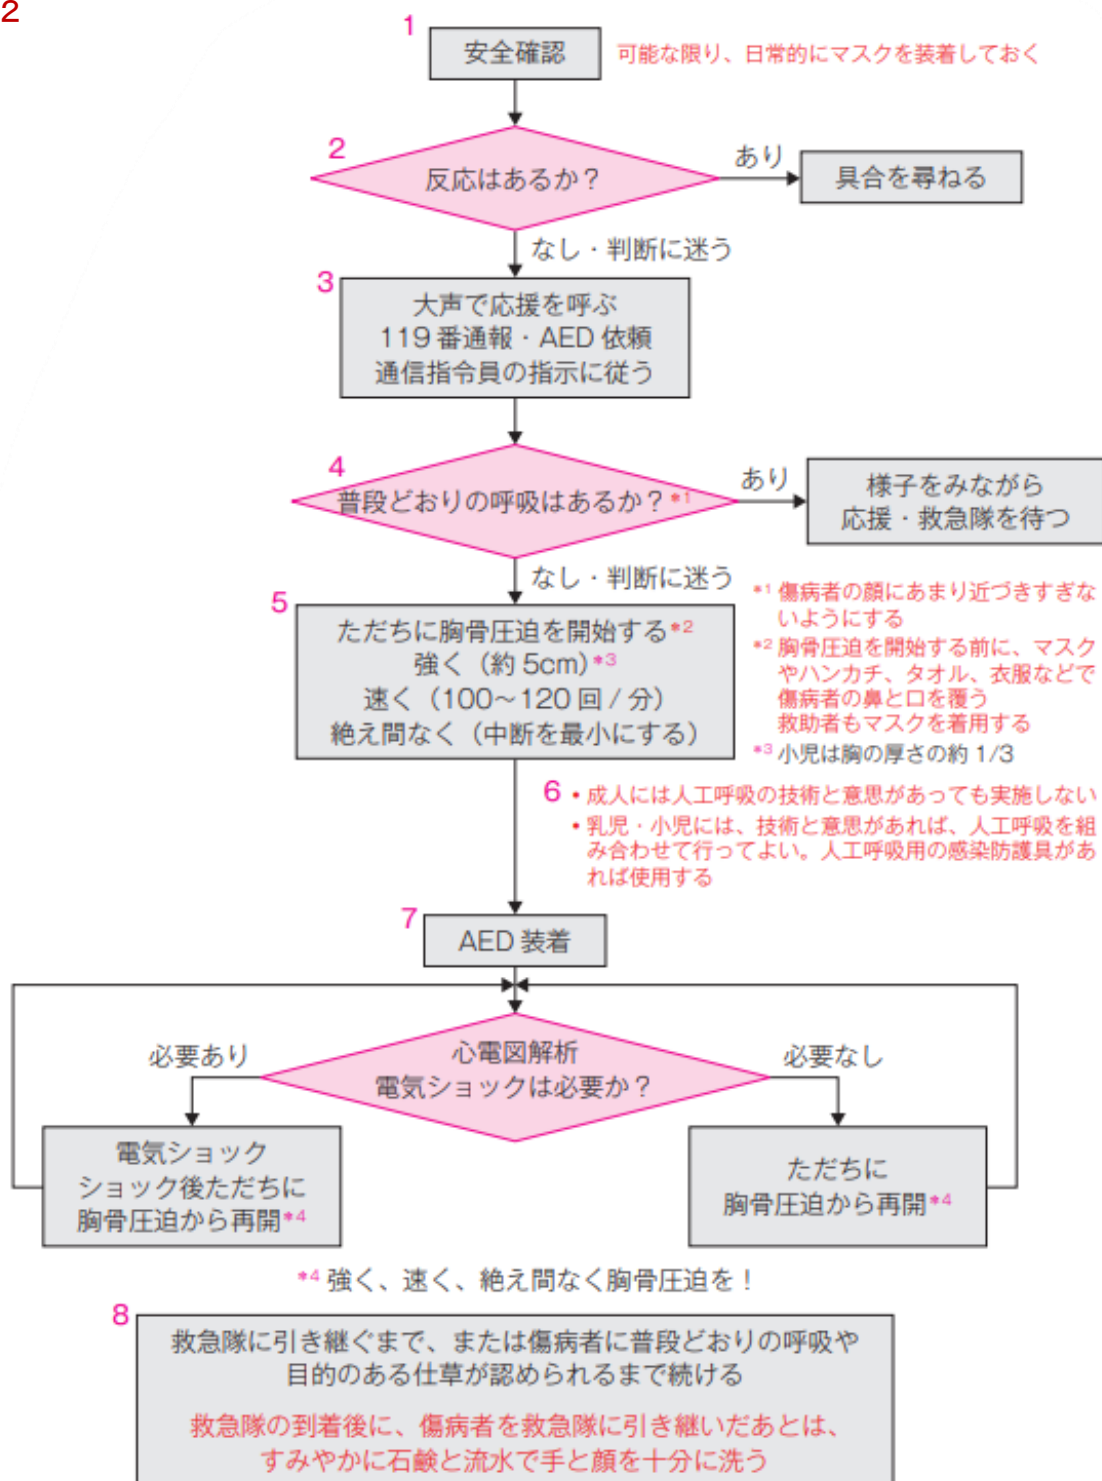 2
1
安全確認
可能な限り、日常的にマスクを装着しておく
2
反応はあるか？
あり
具合を尋ねる
なし・判断に迷う
3
大声で応援を呼ぶ
119番通報・AED 依頼
通信指令員の指示に従う
4
普段どおりの呼吸はあるか？*1
あり
様子をみながら
応援・救急隊を待つ
なし・判断に迷う
5
ただちに胸骨圧迫を開始する*2
強く（約 5cm）*3
速く（100～120 回 / 分）
絶え間なく（中断を最小にする）
*1 傷病者の顔にあまり近づきすぎな
いようにする
*2 胸骨圧迫を開始する前に、マスク
やハンカチ、タオル、衣服などで
傷病者の鼻と口を覆う
救助者もマスクを着用する
*3 小児は胸の厚さの約 1/3
6
• 成人には人工呼吸の技術と意思があっても実施しない
• 乳児・小児には、技術と意思があれば、人工呼吸を組
み合わせて行ってよい。人工呼吸用の感染防護具があ
れば使用する
7
AED 装着
心電図解析
電気ショックは必要か？
必要あり
必要なし
電気ショック
ショック後ただちに
胸骨圧迫から再開*4
ただちに
胸骨圧迫から再開*4
*4 強く、速く、絶え間なく胸骨圧迫を！
8
救急隊に引き継ぐまで、または傷病者に普段どおりの呼吸や
目的のある仕草が認められるまで続ける
救急隊の到着後に、傷病者を救急隊に引き継いだあとは、
すみやかに石鹸と流水で手と顔を十分に洗う